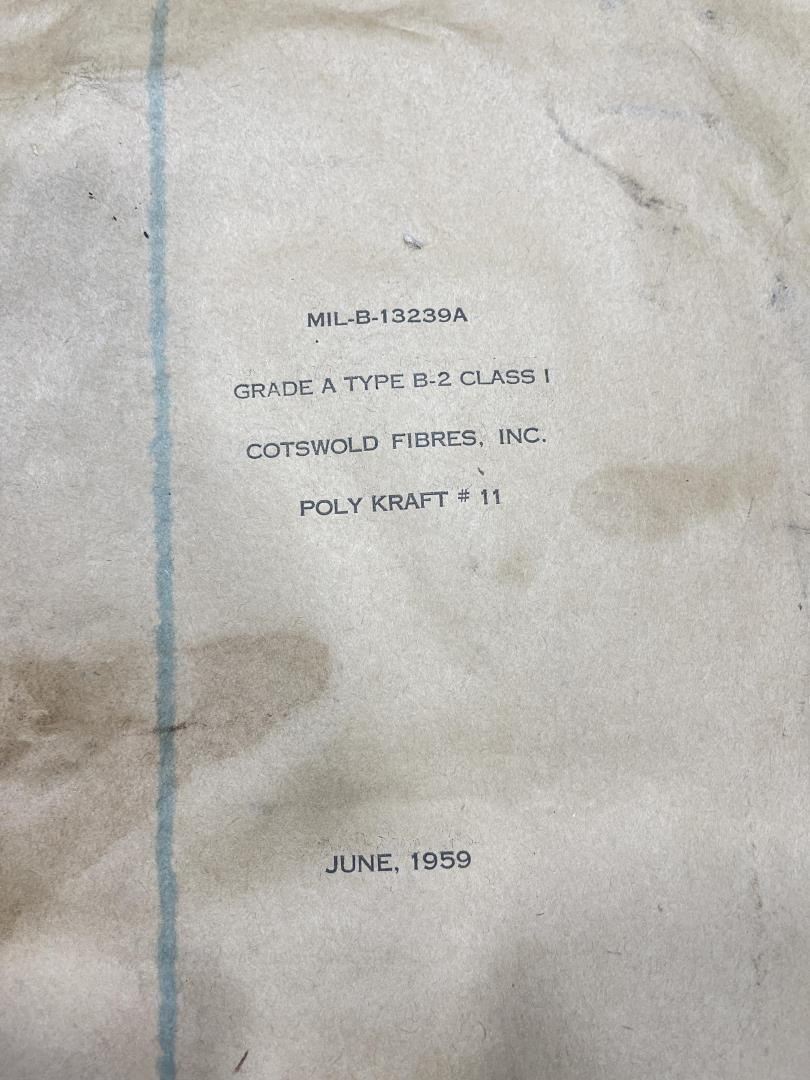 MIL-B-13239A
GRADE A TYPE B-2 CLASS I
COTSWOLD FIBRES, INC.
POLY KRAFT # 11
JUNE, 1959